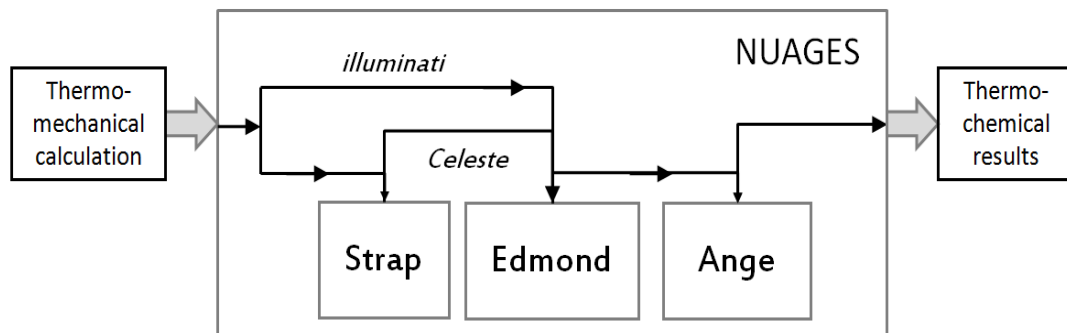 NUAGES
Thermo-
mechanical
calculation
illuminati
Celeste
Strap
Edmond
Ange
Thermo-
chemical
results